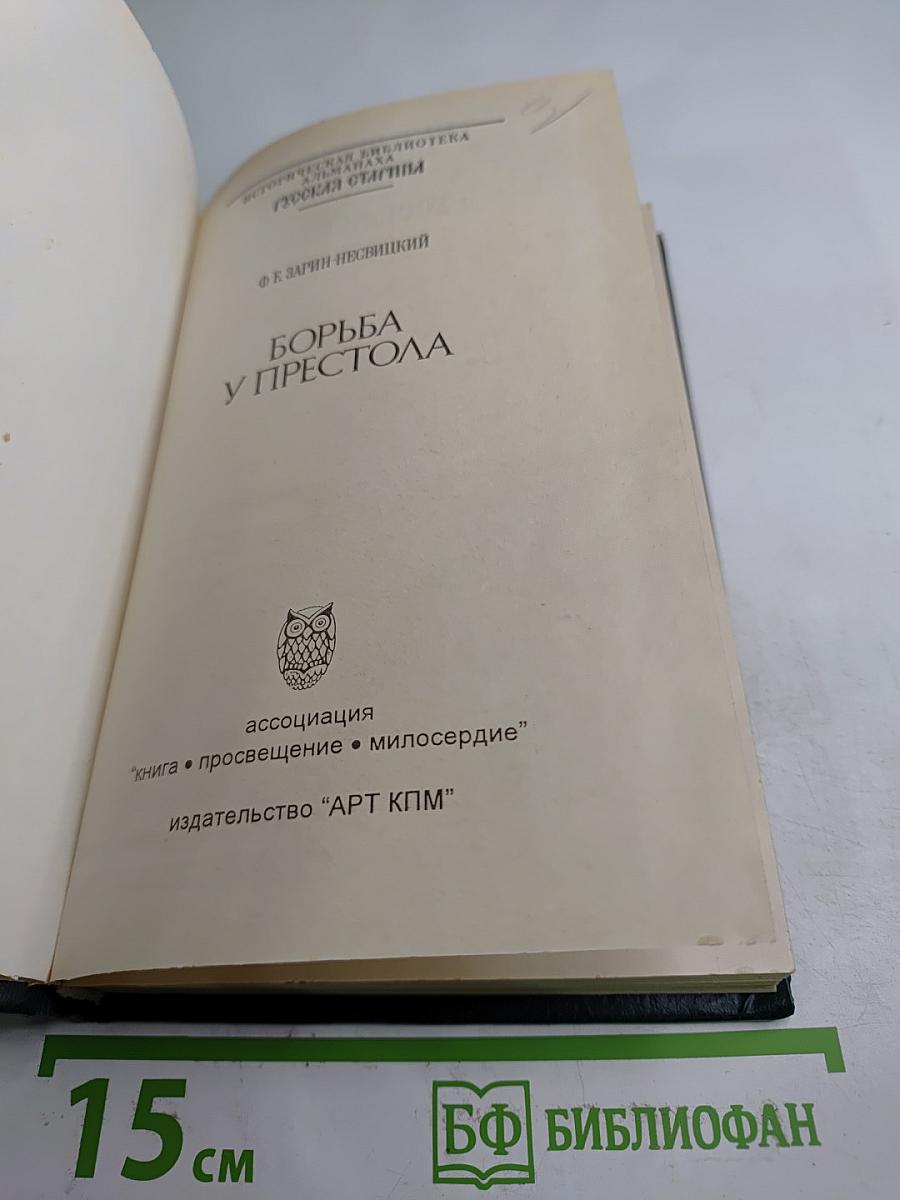 ИСТОРИЧЕСКАЯ БИБЛИОТЕКА
АЛЬМАНАХА
РУССКАЯ СТАРИНА
Ф. Е. ЗАРИН-НЕСВИЦКИЙ
БОРЬБА
У ПРЕСТОЛА
ассоциация
"книга • просвещение • милосердие"
издательство "АРТ КПМ"
15 см
БФ БИБЛИОФАН